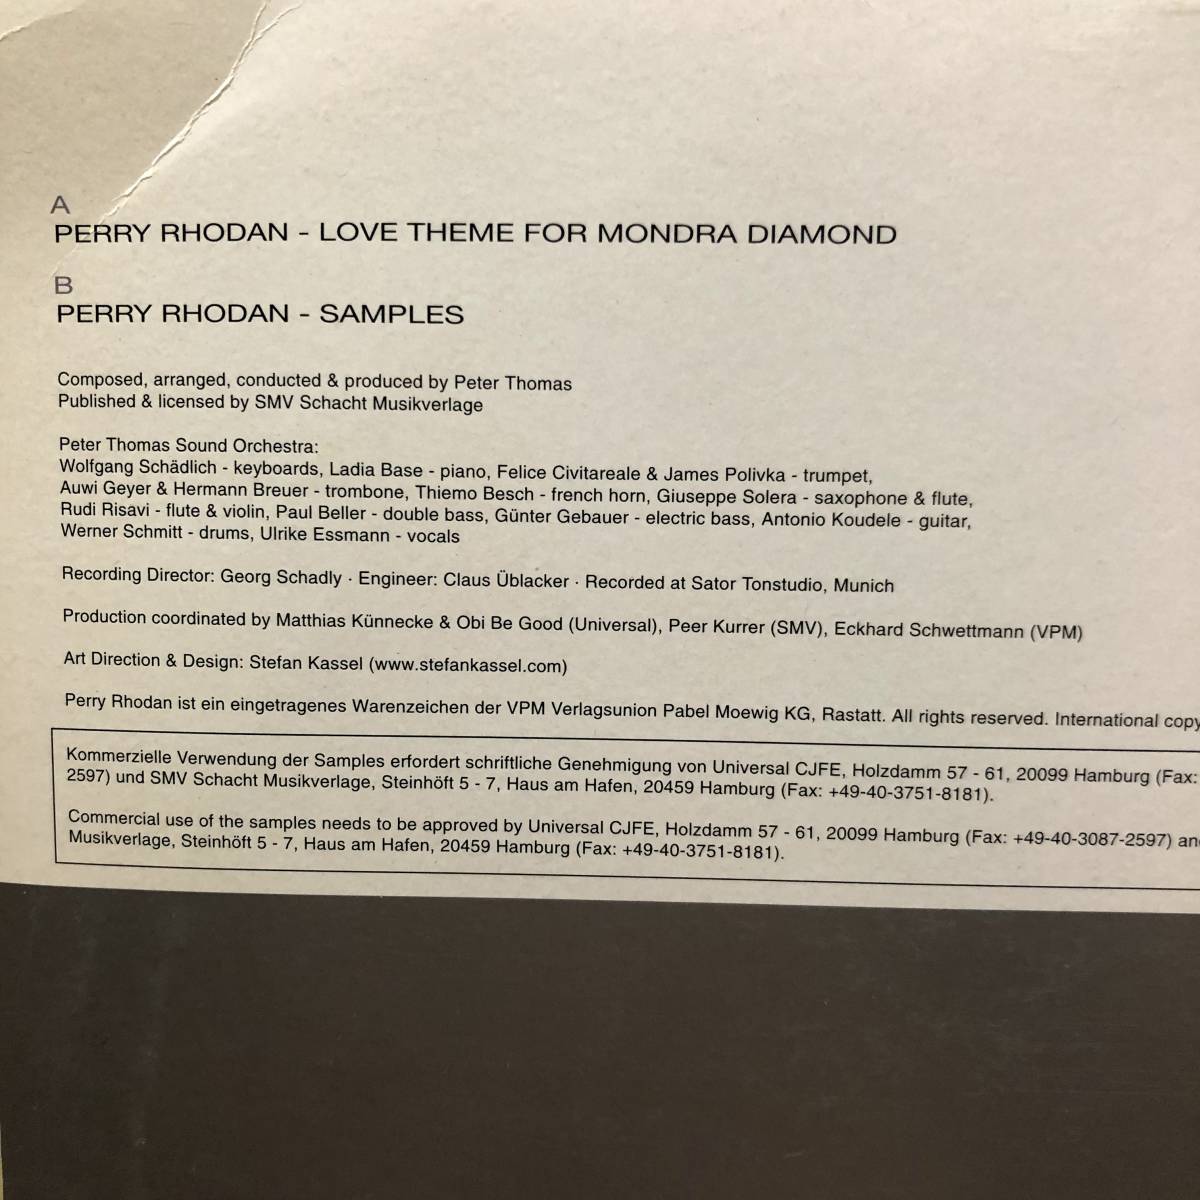 A
PERRY RHODAN - LOVE THEME FOR MONDRA DIAMOND
B
PERRY RHODAN - SAMPLES
Composed, arranged, conducted & produced by Peter Thomas
Published & licensed by SMV Schacht Musikverlage
Peter Thomas Sound Orchestra:
Wolfgang Schädlich - keyboards, Ladia Base - piano, Felice Civitareale & James Polivka - trumpet,
Auwi Geyer & Hermann Breuer - trombone, Thiemo Besch - french horn, Giuseppe Solera - saxophone & flute,
Rudi Risavi - flute & violin, Paul Beller - double bass, Günter Gebauer - electric bass, Antonio Koudele - guitar,
Werner Schmitt - drums, Ulrike Essmann - vocals
Recording Director: Georg Schadly · Engineer: Claus Üblacker · Recorded at Sator Tonstudio, Munich
Production coordinated by Matthias Künnecke & Obi Be Good (Universal), Peer Kurrer (SMV), Eckhard Schwettmann (VPM)
Art Direction & Design: Stefan Kassel (www.stefankassel.com)
Perry Rhodan ist ein eingetragenes Warenzeichen der VPM Verlagsunion Pabel Moewig KG, Rastatt. All rights reserved. International copy
Kommerzielle Verwendung der Samples erfordert schriftliche Genehmigung von Universal CJFE, Holzdamm 57 - 61, 20099 Hamburg (Fax:
2597) und SMV Schacht Musikverlage, Steinhöft 5 - 7, Haus am Hafen, 20459 Hamburg (Fax: +49-40-3751-8181).
Commercial use of the samples needs to be approved by Universal CJFE, Holzdamm 57 - 61, 20099 Hamburg (Fax: +49-40-3087-2597) an
Musikverlage, Steinhöft 5 - 7, Haus am Hafen, 20459 Hamburg (Fax: +49-40-3751-8181).